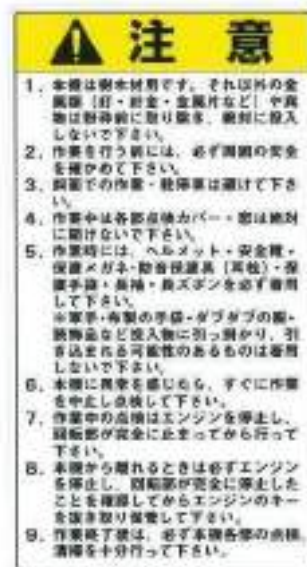 注 意
1. 本機は樹木材用です。それ以外の金
属類(釘・針金・金属片など)や異
物は粉砕前に取り除き、絶対に投入
しないで下さい。
2. 作業を行う前には、必ず周囲の安全
を確かめて下さい。
3. 斜面での作業・駐停車は避けて下さ
い。
4. 作業中は各部点検カバー・窓は絶対
に開けないで下さい。
5. 作業時には、ヘルメット・安全靴・
保護メガネ・防音保護具(耳栓)・保
護手袋・長袖・長ズボンを必ず着用
して下さい。
※軍手・布製の手袋・ダブダブの服・
装飾品など投入物に引っ掛かり、引
き込まれる可能性のあるものは着用
しないで下さい。
6. 本機に異常を感じたら、すぐに作業
を中止し点検して下さい。
7. 作業中の点検はエンジンを停止し、
回転部が完全に止まってから行って
下さい。
8. 本機から離れるときは必ずエンジン
を停止し、回転部が完全に停止した
ことを確認してからエンジンのキー
を抜き取り保管して下さい。
9. 作業終了後は、必ず本機各部の点検、
清掃を十分行って下さい。